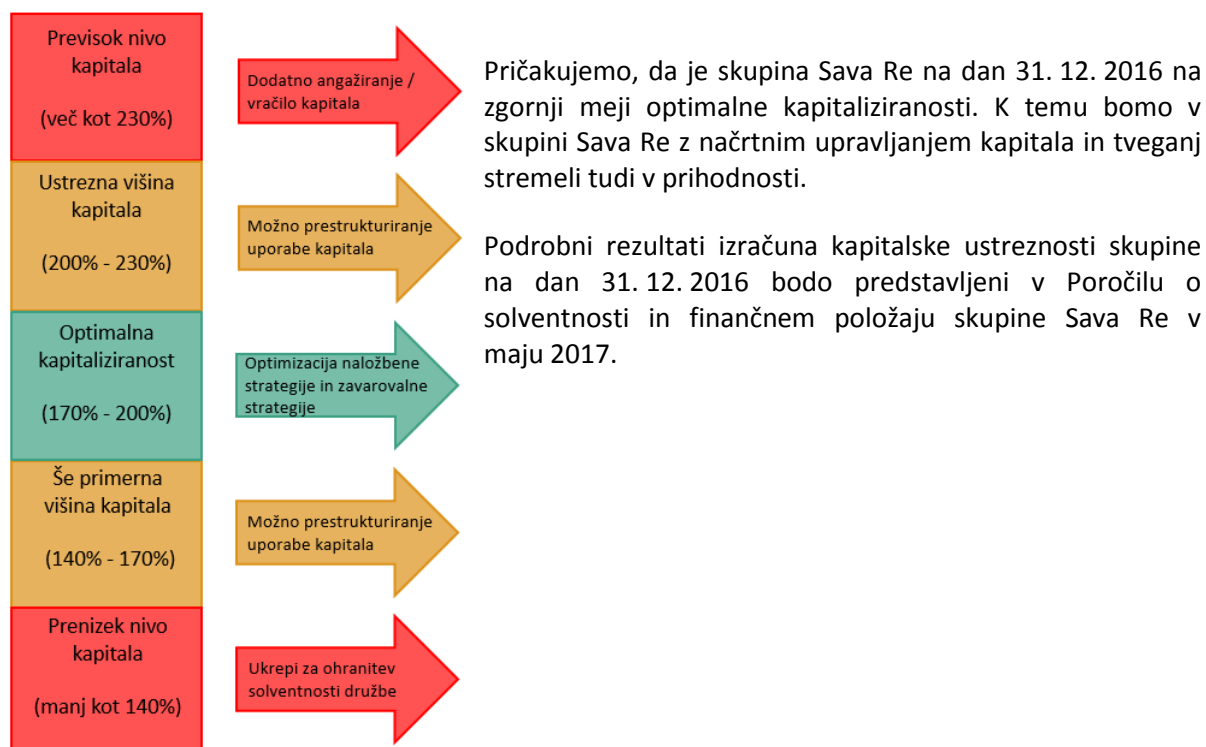 Previsok nivo
kapitala
(več kot 230%)
Dodatno angažiranje /
vračilo kapitala
Ustrezna višina
kapitala
(200% - 230%)
Možno prestrukturiranje
uporabe kapitala
Optimalna
kapitaliziranost
(170% - 200%)
Optimizacija naložbene
strategije in zavarovalne
strategije
Še primerna
višina kapitala
(140% - 170%)
Možno prestrukturiranje
uporabe kapitala
Prenizek nivo
kapitala
(manj kot 140%)
Ukrepi za ohranitev
solventnosti družbe
Pričakujemo, da je skupina Sava Re na dan 31. 12. 2016 na
zgornji meji optimalne kapitaliziranosti. K temu bomo v
skupini Sava Re z načrtnim upravljanjem kapitala in tveganj
stremeli tudi v prihodnosti.
Podrobni rezultati izračuna kapitalske ustreznosti skupine
na dan 31. 12. 2016 bodo predstavljeni v Poročilu o
solventnosti in finančnem položaju skupine Sava Re v
maju 2017.